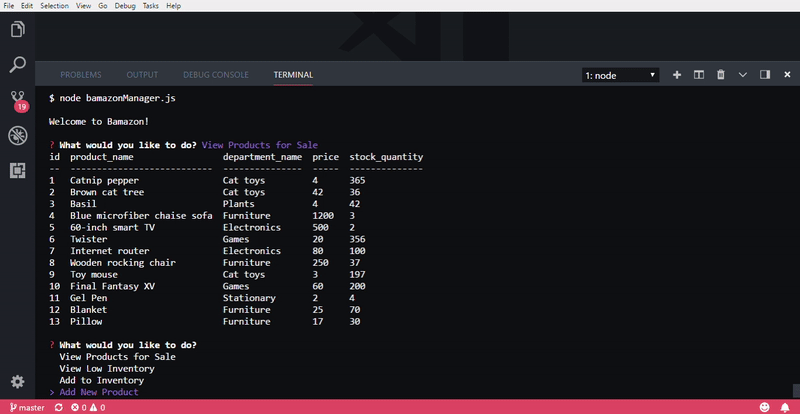 File Edit Selection View Go Debug Tasks Help
PROBLEMS OUTPUT DEBUG CONSOLE TERMINAL 1: node
19
$ node bamazonManager.js
Welcome to Bamazon!
? What would you like to do? View Products for Sale
id product_name department_name price stock_quantity
-- -------------------------- --------------- ----- --------------
1 Catnip pepper Cat toys 4 365
2 Brown cat tree Cat toys 42 36
3 Basil Plants 4 42
4 Blue microfiber chaise sofa Furniture 1200 3
5 60-inch smart TV Electronics 500 2
6 Twister Games 20 356
7 Internet router Electronics 80 100
8 Wooden rocking chair Furniture 250 37
9 Toy mouse Cat toys 3 197
10 Final Fantasy XV Games 60 200
11 Gel Pen Stationary 2 4
12 Blanket Furniture 25 70
13 Pillow Furniture 17 30
? What would you like to do?
View Products for Sale
View Low Inventory
Add to Inventory
> Add New Product
master 0 0